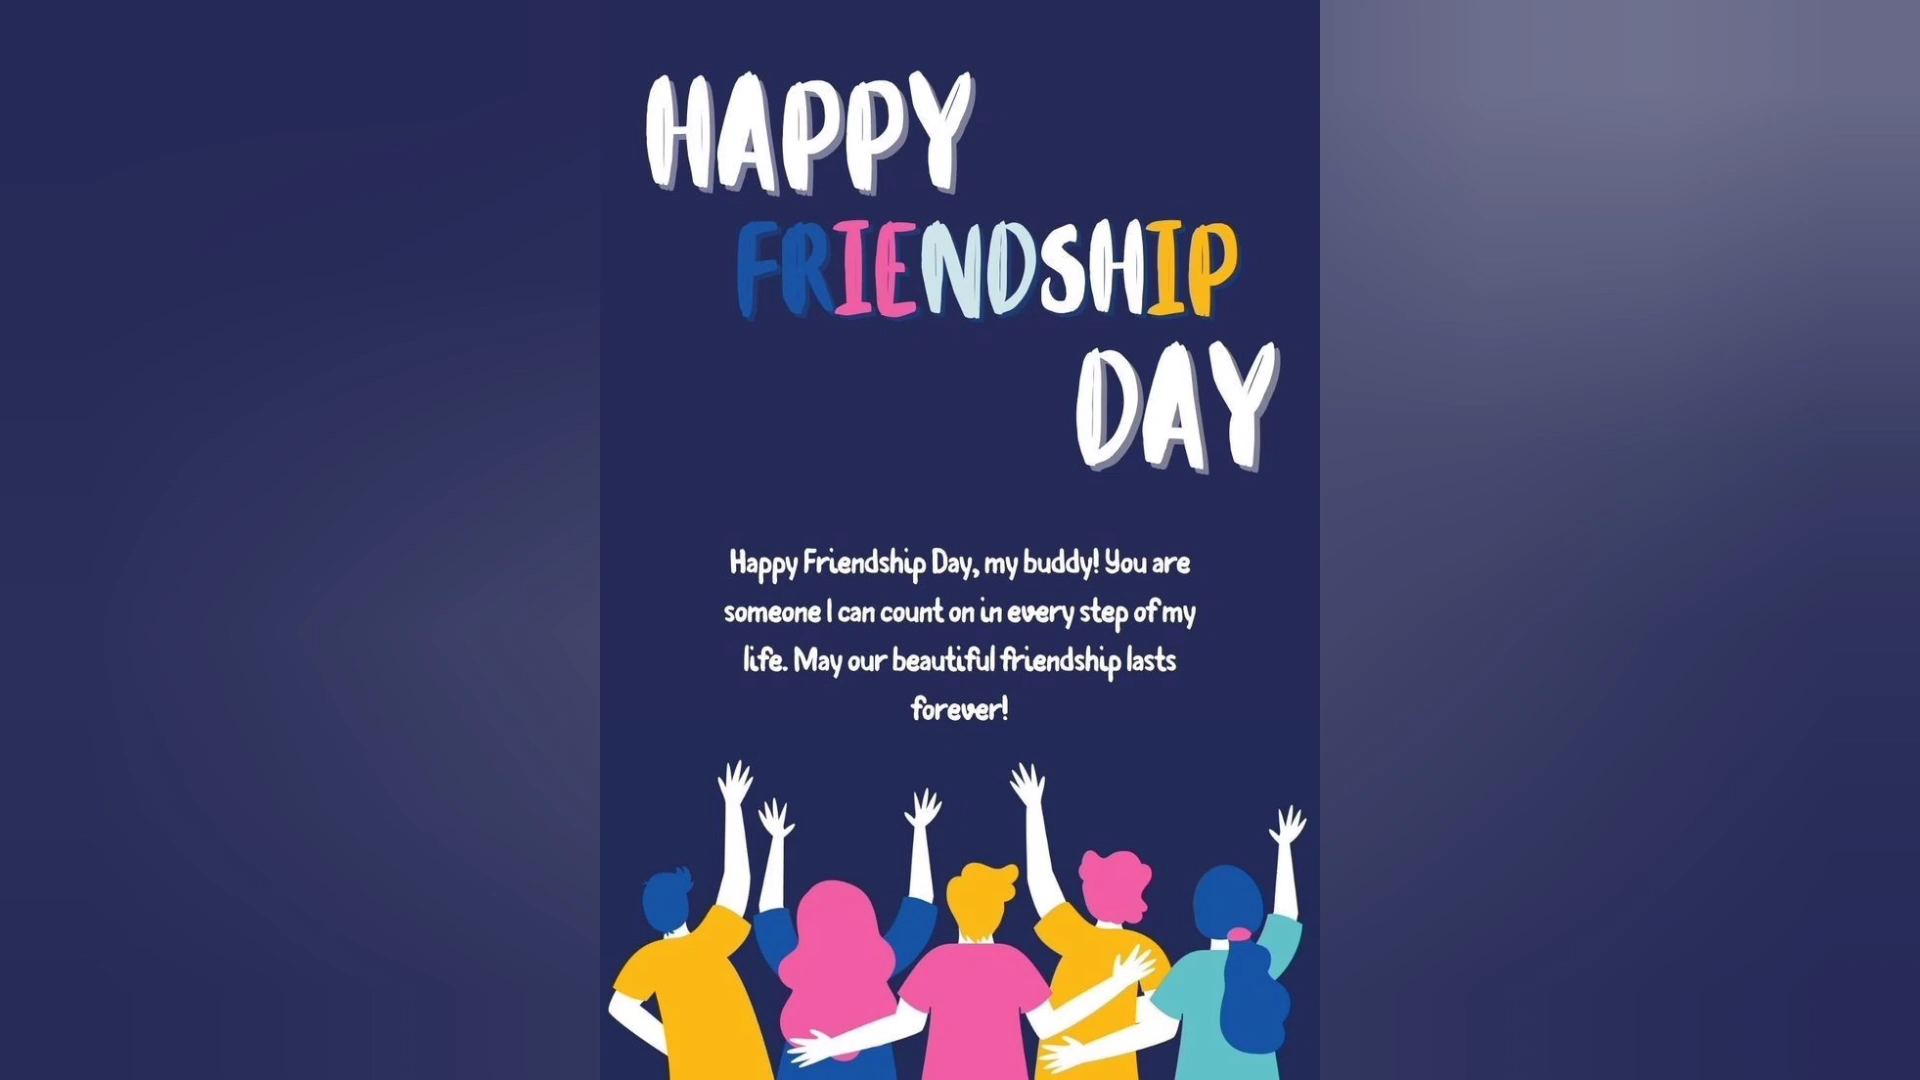 HAPPY
FRIENDSHIP
DAY
Happy Friendship Day, my buddy! You are
someone I can count on in every step of my
life. May our beautiful friendship lasts
forever!